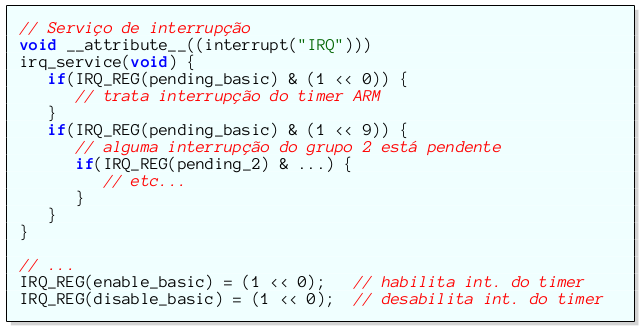 // Serviço de interrupção
void __attribute__((interrupt("IRQ")))
irq_service(void) {
   if(IRQ_REG(pending_basic) & (1 << 0)) {
      // trata interrupção do timer ARM
   }
   if(IRQ_REG(pending_basic) & (1 << 9)) {
      // alguma interrupção do grupo 2 está pendente
      if(IRQ_REG(pending_2) & ...) {
         // etc...
      }
   }
}
// ...
IRQ_REG(enable_basic) = (1 << 0);   // habilita int. do timer
IRQ_REG(disable_basic) = (1 << 0);  // desabilita int. do timer